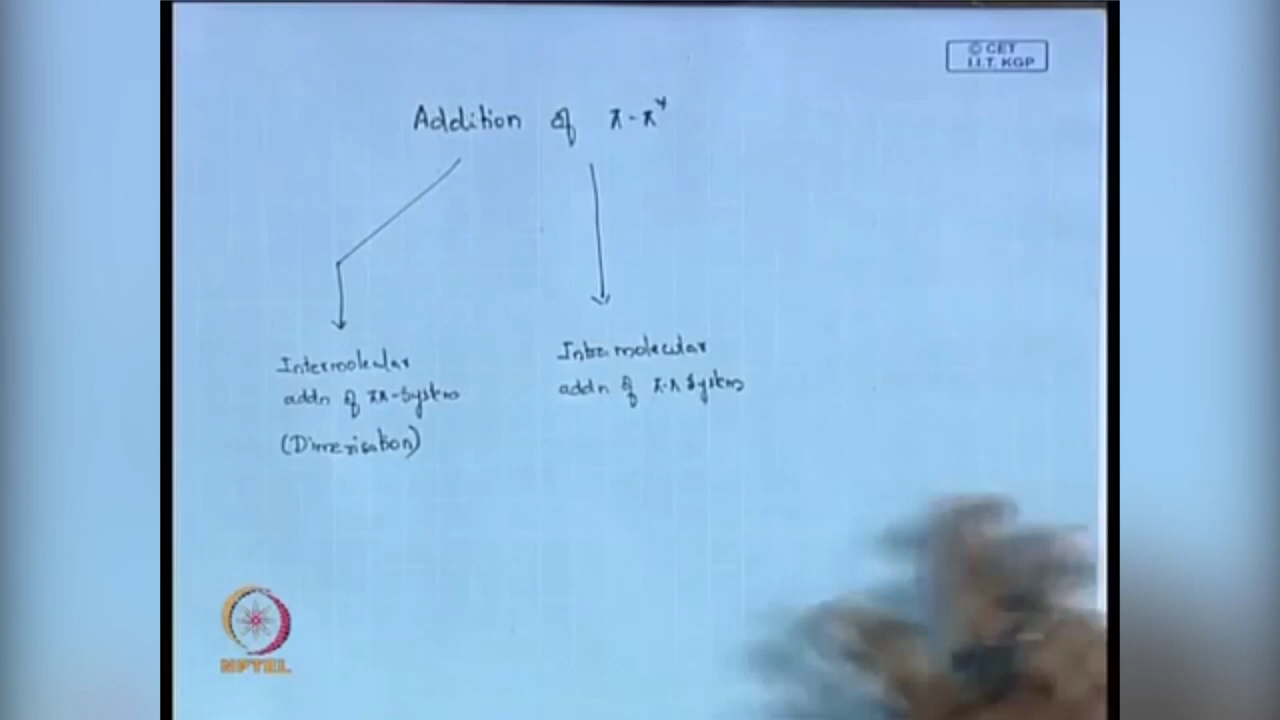 © CET
I.I.T. KGP
Addition of π-π*
Intermolecular
addn of ππ-System
(Dimerisation)
Intramolecular
addn of π-π System
NPTEL